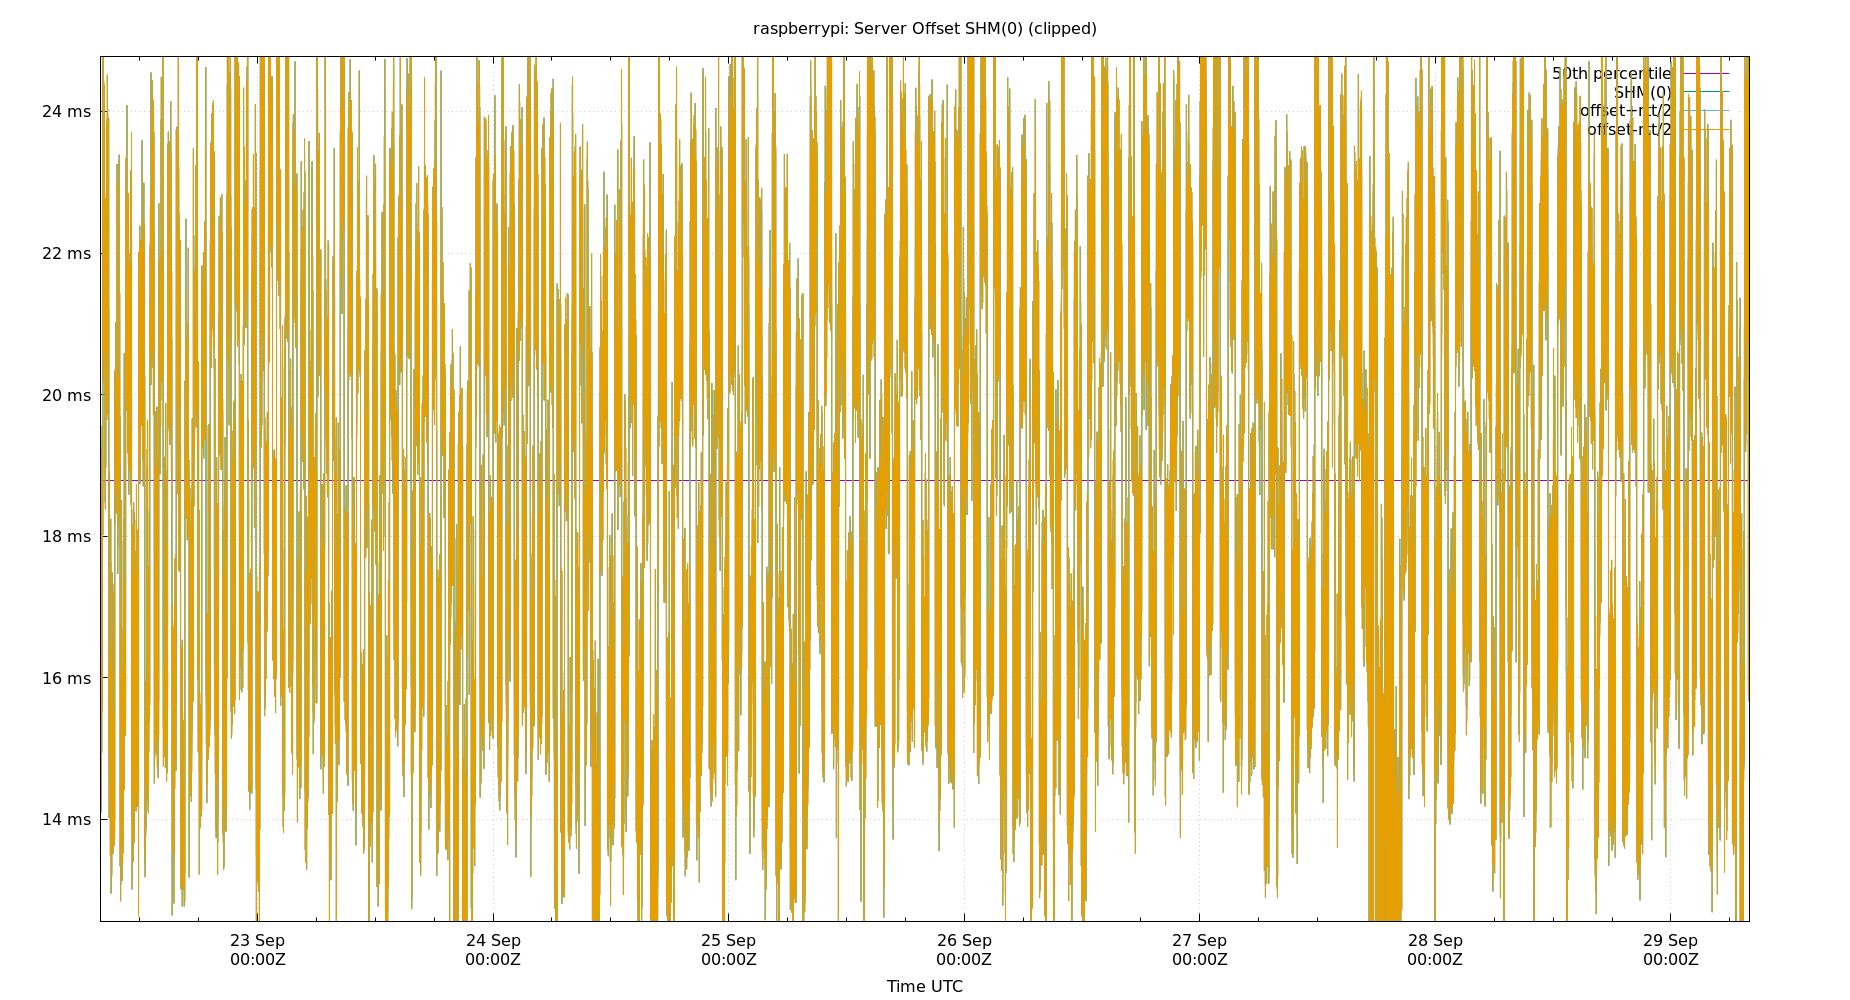 raspberrypi: Server Offset SHM(0) (clipped)
50th percentile
SHM(0)
offset+rtt/2
offset-rtt/2
24 ms
22 ms
20 ms
18 ms
16 ms
14 ms
23 Sep
00:00Z
24 Sep
00:00Z
25 Sep
00:00Z
26 Sep
00:00Z
27 Sep
00:00Z
28 Sep
00:00Z
29 Sep
00:00Z
Time UTC